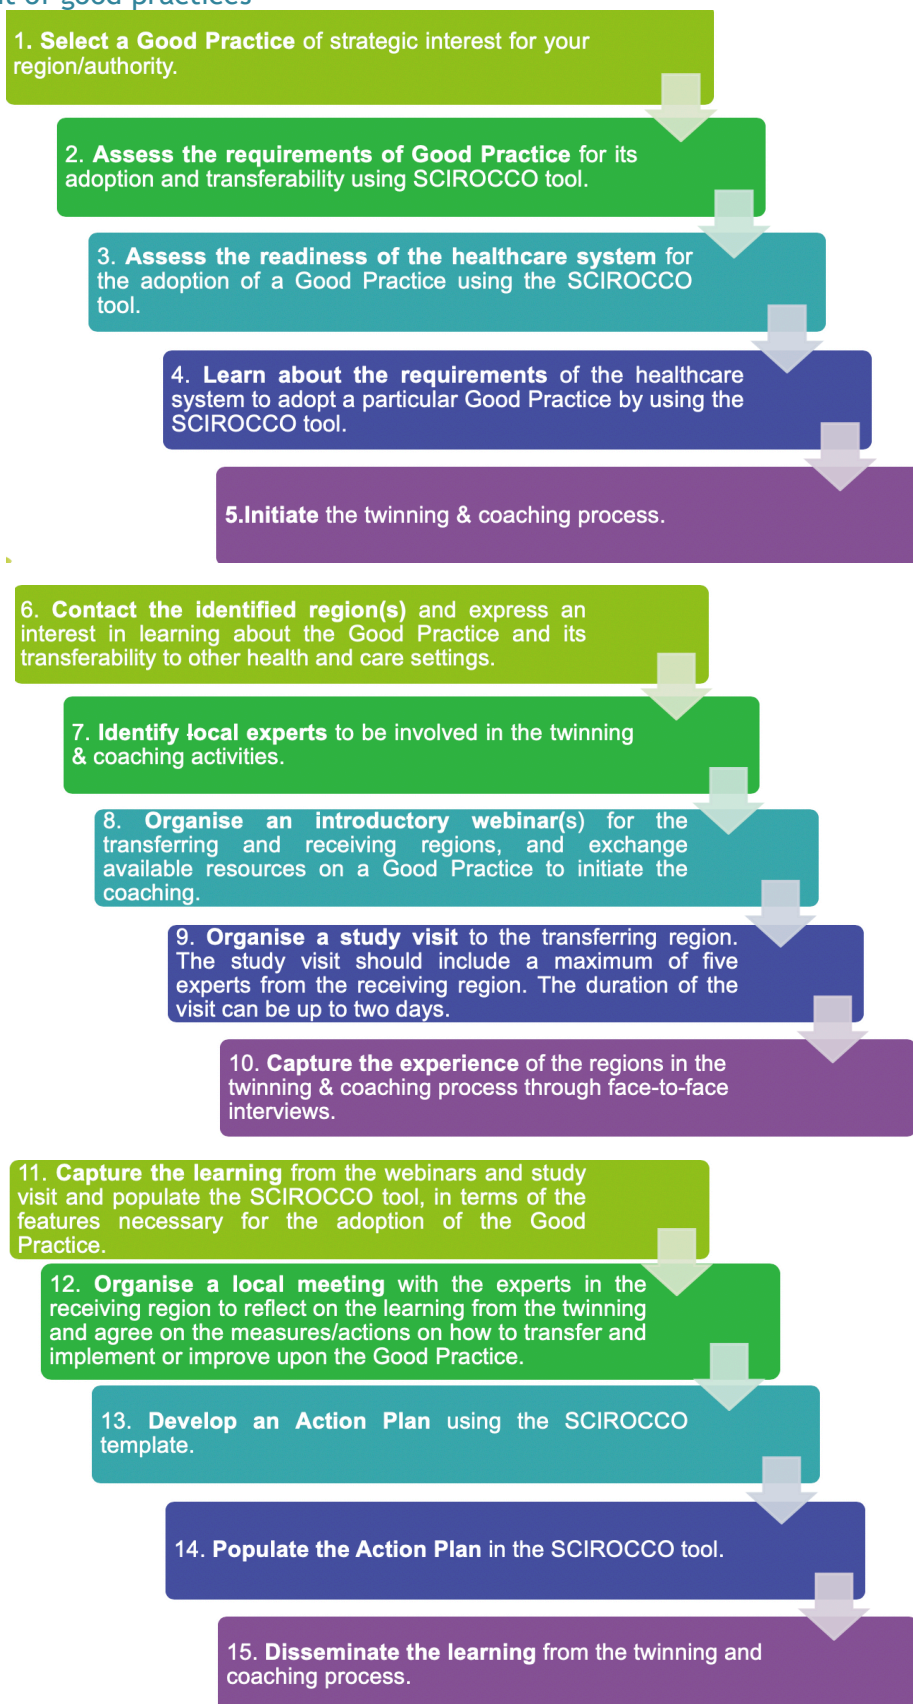 of good practices
1. Select a Good Practice of strategic interest for your
region/authority.
2. Assess the requirements of Good Practice for its
adoption and transferability using SCIROCCO tool.
3. Assess the readiness of the healthcare system for
the adoption of a Good Practice using the SCIROCCO
tool.
4. Learn about the requirements of the healthcare
system to adopt a particular Good Practice by using the
SCIROCCO tool.
5.Initiate the twinning & coaching process.
6. Contact the identified region(s) and express an
interest in learning about the Good Practice and its
transferability to other health and care settings.
7. Identify local experts to be involved in the twinning
& coaching activities.
8. Organise an introductory webinar(s) for the
transferring and receiving regions, and exchange
available resources on a Good Practice to initiate the
coaching.
9. Organise a study visit to the transferring region.
The study visit should include a maximum of five
experts from the receiving region. The duration of the
visit can be up to two days.
10. Capture the experience of the regions in the
twinning & coaching process through face-to-face
interviews.
11. Capture the learning from the webinars and study
visit and populate the SCIROCCO tool, in terms of the
features necessary for the adoption of the Good
Practice.
12. Organise a local meeting with the experts in the
receiving region to reflect on the learning from the twinning
and agree on the measures/actions on how to transfer and
implement or improve upon the Good Practice.
13. Develop an Action Plan using the SCIROCCO
template.
14. Populate the Action Plan in the SCIROCCO tool.
15. Disseminate the learning from the twinning and
coaching process.